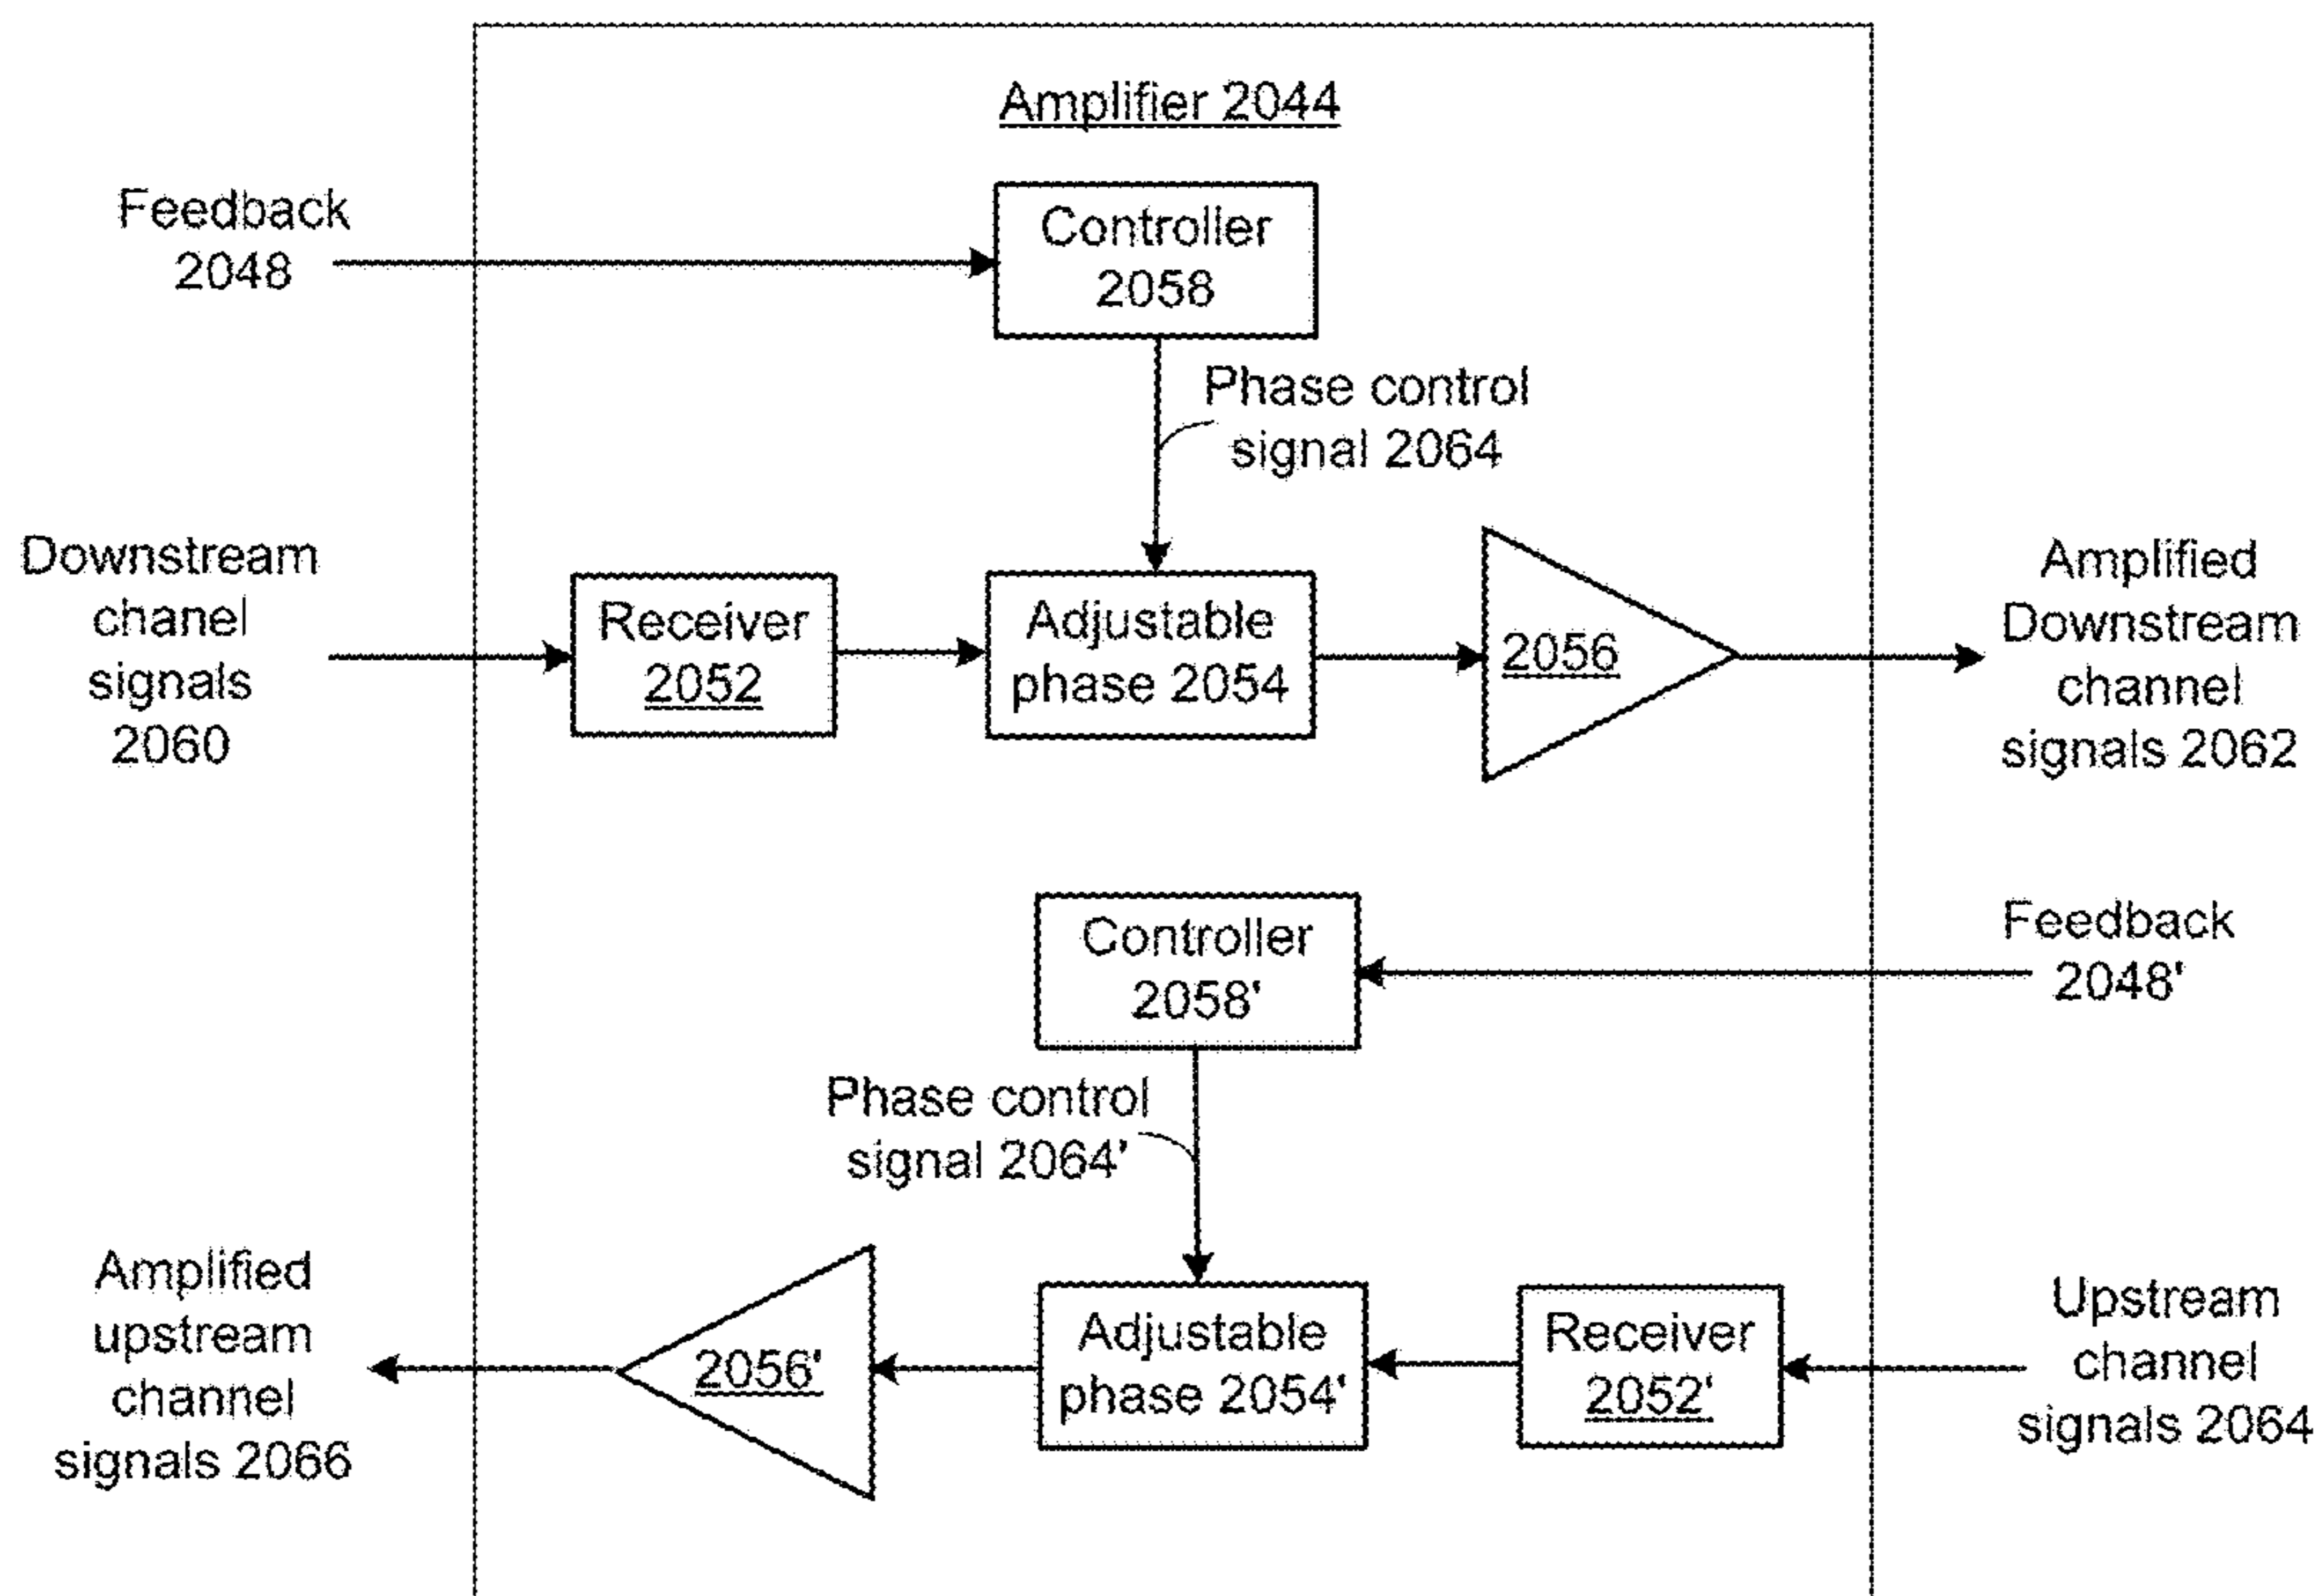 Amplifier 2044
Feedback
2048
Controller
2058
Phase control
signal 2064
Downstream
chanel
signals
2060
Receiver
2052
Adjustable
phase 2054
2056
Amplified
Downstream
channel
signals 2062
Controller
2058'
Feedback
2048'
Phase control
signal 2064'
Amplified
upstream
channel
signals 2066
2056'
Adjustable
phase 2054'
Receiver
2052'
Upstream
channel
signals 2064